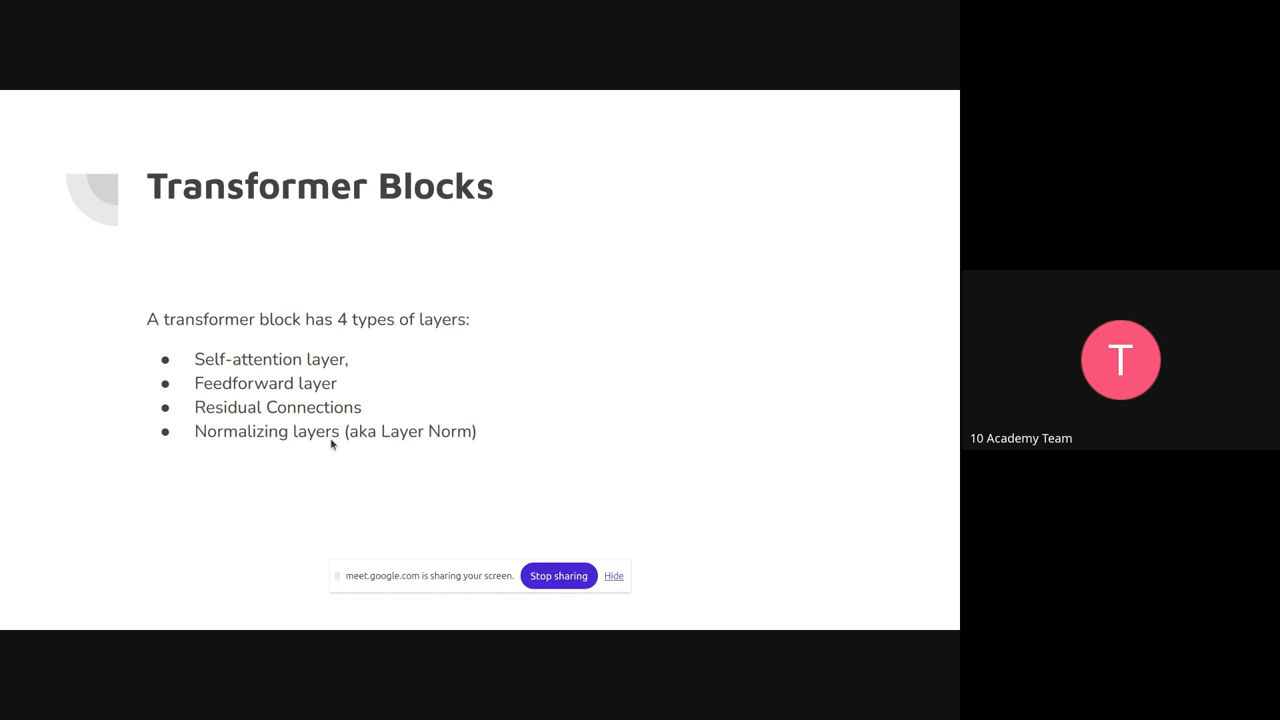 Transformer Blocks
A transformer block has 4 types of layers:
● Self-attention layer,
● Feedforward layer
● Residual Connections
● Normalizing layers (aka Layer Norm)
meet.google.com is sharing your screen. Stop sharing Hide
T
10 Academy Team